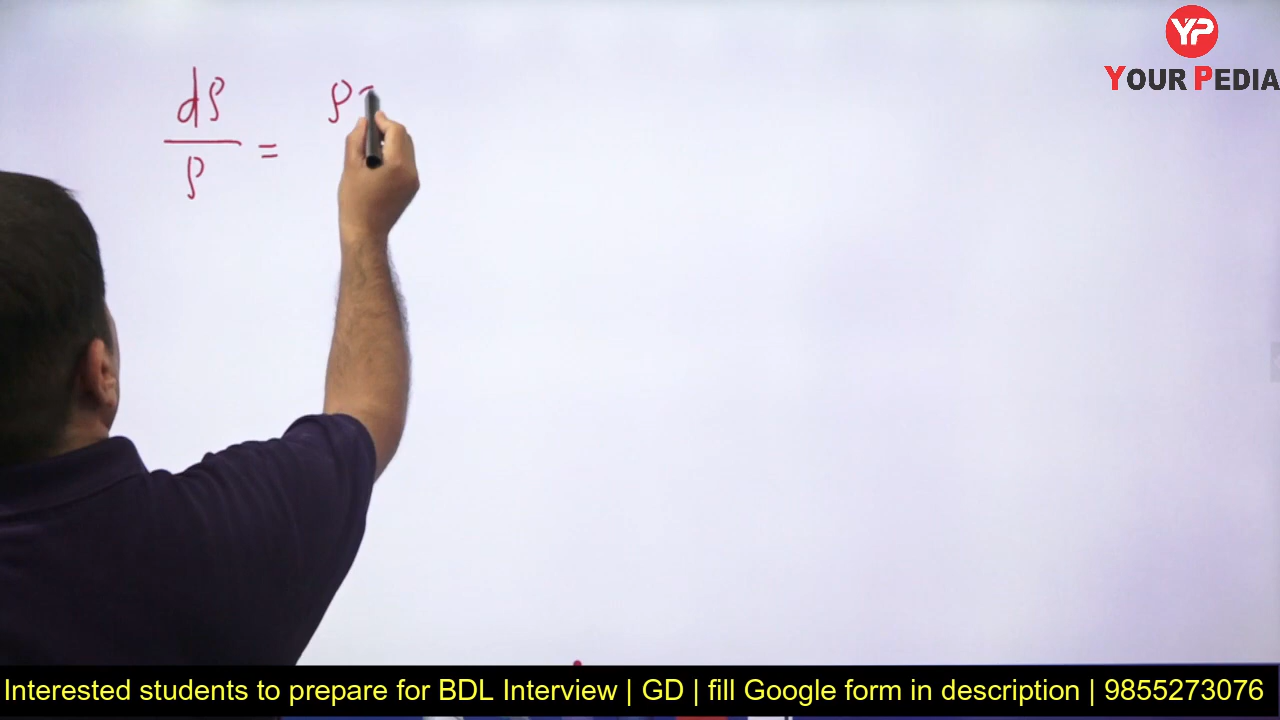 YP
YOUR PEDIA
dρ
ρ
=
ρ=
Interested students to prepare for BDL Interview | GD | fill Google form in description | 9855273076